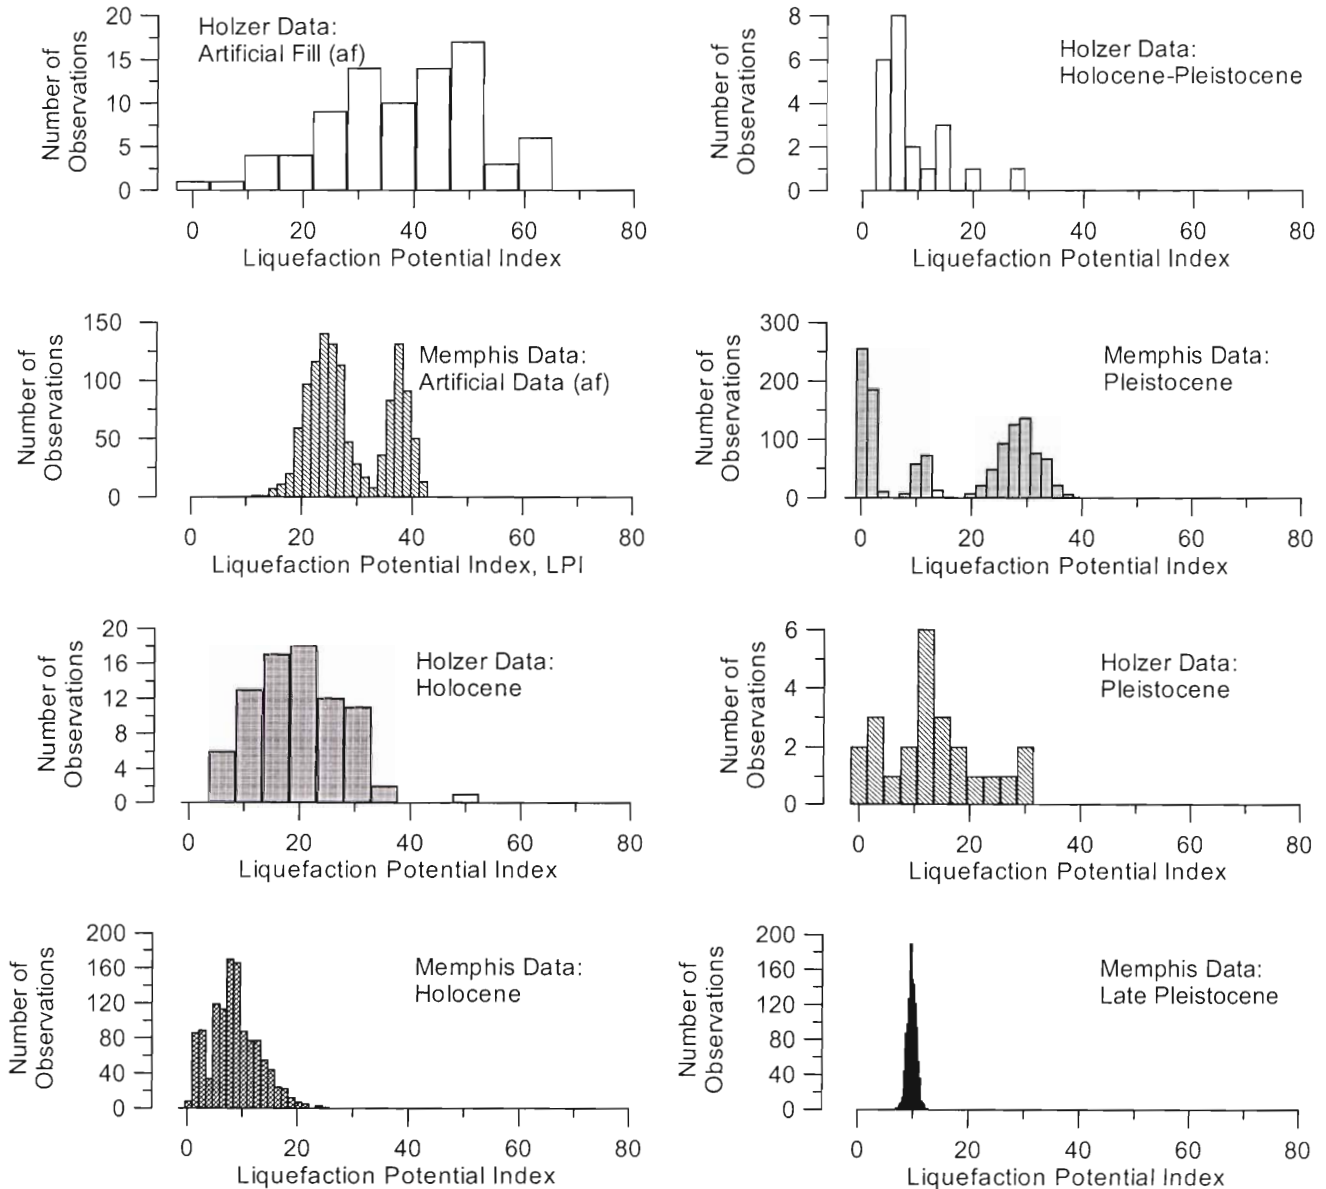 Holzer Data:
Artificial Fill (af)
Number of
Observations
20
15
10
5
0
0 20 40 60 80
Liquefaction Potential Index
Holzer Data:
Holocene-Pleistocene
Number of
Observations
8
6
4
2
0
0 20 40 60 80
Liquefaction Potential Index
Memphis Data:
Artificial Data (af)
Number of
Observations
150
100
50
0
0 20 40 60 80
Liquefaction Potential Index, LPI
Memphis Data:
Pleistocene
Number of
Observations
300
200
100
0
0 20 40 60 80
Liquefaction Potential Index
Holzer Data:
Holocene
Number of
Observations
20
16
12
8
4
0
0 20 40 60 80
Liquefaction Potential Index
Holzer Data:
Pleistocene
Number of
Observations
6
4
2
0
0 20 40 60 80
Liquefaction Potential Index
Memphis Data:
Holocene
Number of
Observations
200
160
120
80
40
0
0 20 40 60 80
Liquefaction Potential Index
Memphis Data:
Late Pleistocene
Number of
Observations
200
160
120
80
40
0
0 20 40 60 80
Liquefaction Potential Index